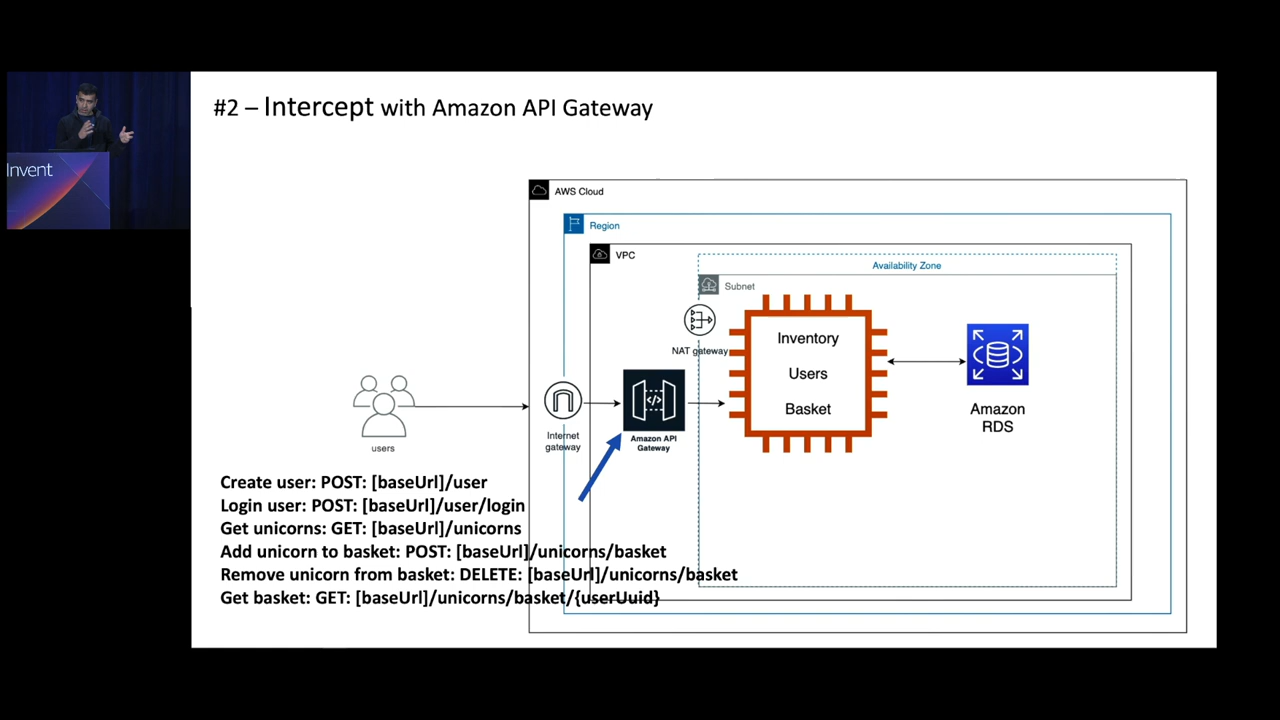 Invent
#2 – Intercept with Amazon API Gateway
AWS Cloud
Region
VPC
Availability Zone
Subnet
NAT gateway
Inventory
Users
Basket
Amazon
RDS
Internet
gateway
Amazon API
Gateway
users
Create user: POST: [baseUrl]/user
Login user: POST: [baseUrl]/user/login
Get unicorns: GET: [baseUrl]/unicorns
Add unicorn to basket: POST: [baseUrl]/unicorns/basket
Remove unicorn from basket: DELETE: [baseUrl]/unicorns/basket
Get basket: GET: [baseUrl]/unicorns/basket/{userUuid}